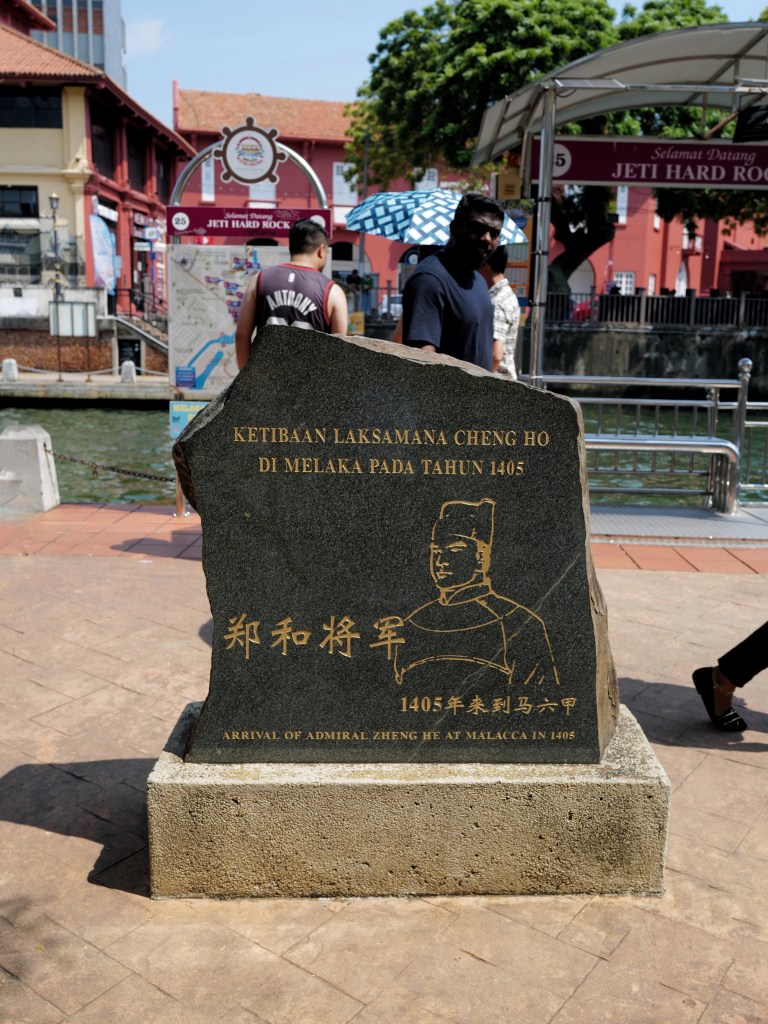 25
Selamat Datang
JETI HARD ROCK
5
Selamat Datang
JETI HARD ROC
ANTHONY
KETIBAAN LAKSAMANA CHENG HO
DI MELAKA PADA TAHUN 1405
郑和将军
1405年来到马六甲
ARRIVAL OF ADMIRAL ZHENG HE AT MALACCA IN 1405